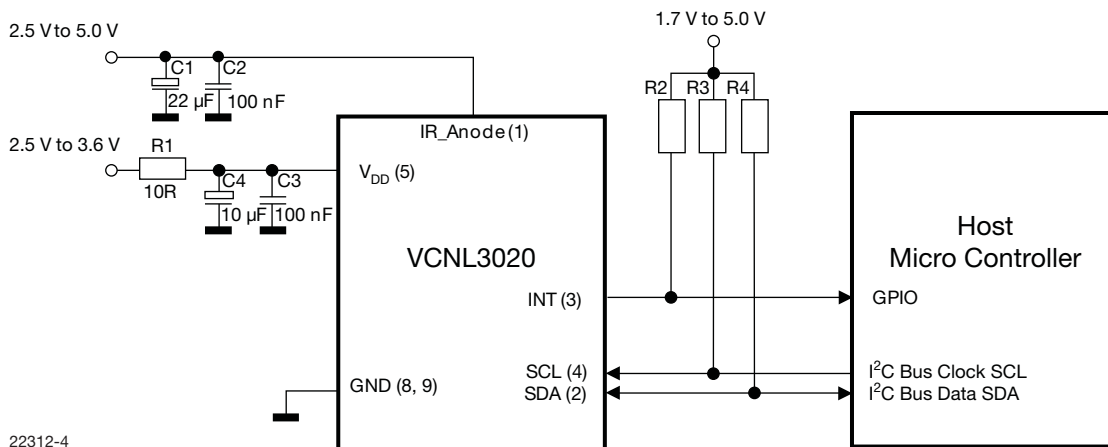 1.7 V to 5.0 V
2.5 V to 5.0 V
C1
C2
22 µF
100 nF
R2
R3
R4
IR_Anode (1)
2.5 V to 3.6 V
R1
10R
C4
C3
10 µF
100 nF
VDD (5)
VCNL3020
Host
Micro Controller
INT (3)
GPIO
SCL (4)
I²C Bus Clock SCL
GND (8, 9)
SDA (2)
I²C Bus Data SDA
22312-4